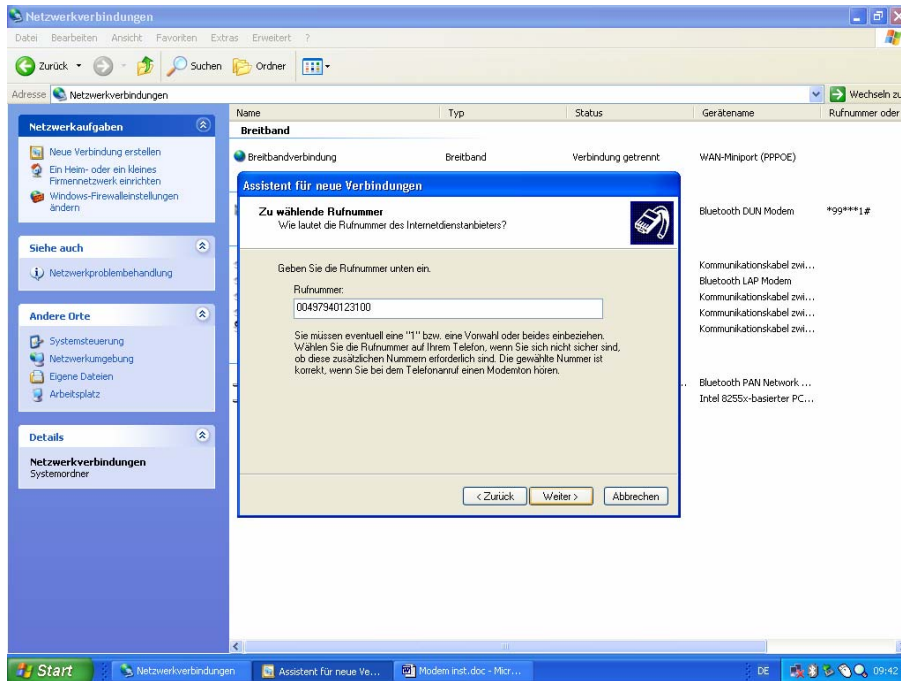 Netzwerkverbindungen
Datei Bearbeiten Ansicht Favoriten Extras Erweitert ?
Zurück Suchen Ordner
Adresse Netzwerkverbindungen Wechseln zu
Netzwerkaufgaben
Neue Verbindung erstellen
Ein Heim- oder ein kleines
Firmennetzwerk einrichten
Windows-Firewalleinstellungen
ändern
Siehe auch
Netzwerkproblembehandlung
Andere Orte
Systemsteuerung
Netzwerkumgebung
Eigene Dateien
Arbeitsplatz
Details
Netzwerkverbindungen
Systemordner
Name Typ Status Gerätename Rufnummer oder
Breitband
Breitbandverbindung Breitband Verbindung getrennt WAN-Miniport (PPPOE)
Bluetooth DUN Modem *99***1#
Kommunikationskabel zwi...
Bluetooth LAP Modem
Kommunikationskabel zwi...
Kommunikationskabel zwi...
Kommunikationskabel zwi...
Bluetooth PAN Network ...
Intel 8255x-basierter PC...
Assistent für neue Verbindungen
Zu wählende Rufnummer
Wie lautet die Rufnummer des Internetdienstanbieters?
Geben Sie die Rufnummer unten ein.
Rufnummer:
00497940123100
Sie müssen eventuell eine "1" bzw. eine Vorwahl oder beides einbeziehen.
Wählen Sie die Rufnummer auf Ihrem Telefon, wenn Sie sich nicht sicher sind,
ob diese zusätzlichen Nummern erforderlich sind. Die gewählte Nummer ist
korrekt, wenn Sie bei dem Telefonanruf einen Modemton hören.
< Zurück Weiter > Abbrechen
Start Netzwerkverbindungen Assistent für neue Ve... Modem inst.doc - Micr... DE 09:42